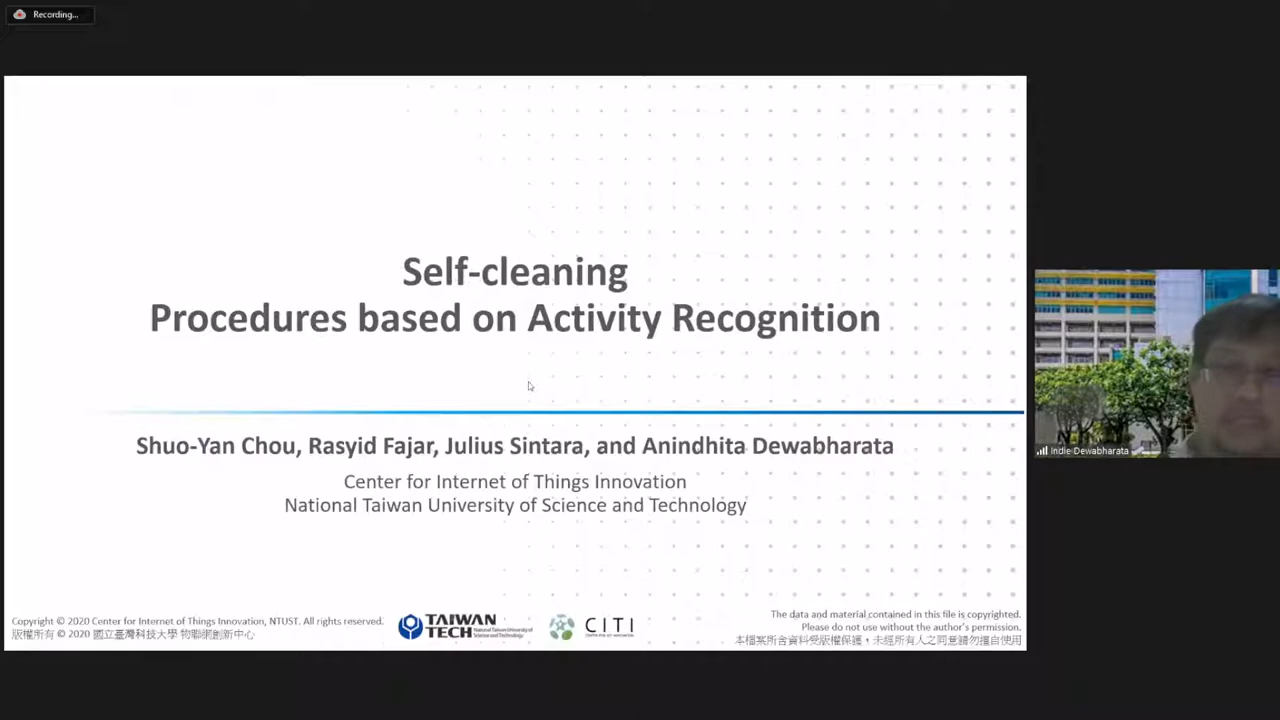 Recording...
Self-cleaning
Procedures based on Activity Recognition
Shuo-Yan Chou, Rasyid Fajar, Julius Sintara, and Anindhita Dewabharata
Center for Internet of Things Innovation
National Taiwan University of Science and Technology
Indie Dewabharata
Copyright © 2020 Center for Internet of Things Innovation, NTUST. All rights reserved.
版權所有 © 2020 國立臺灣科技大學 物聯網創新中心
TAIWAN
TECH
National Taiwan University of
Science and Technology
CITI
The data and material contained in this file is copyrighted.
Please do not use without the author's permission.
本檔案所含資料受版權保護，未經所有人之同意請勿擅自使用